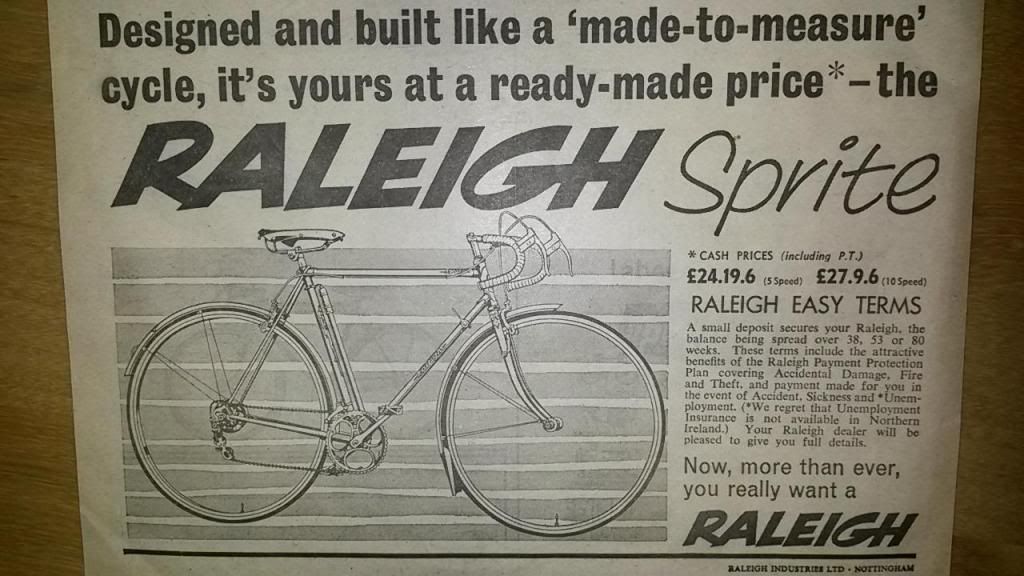 Designed and built like a ‘made-to-measure’
cycle, it’s yours at a ready-made price*–the
RALEIGH Sprite
* CASH PRICES (including P.T.)
£24.19.6 (5 Speed) £27.9.6 (10 Speed)
RALEIGH EASY TERMS
A small deposit secures your Raleigh, the
balance being spread over 38, 53 or 80
weeks. These terms include the attractive
benefits of the Raleigh Payment Protection
Plan covering Accidental Damage, Fire
and Theft, and payment made for you in
the event of Accident, Sickness and *Unem-
ployment. (*We regret that Unemployment
Insurance is not available in Northern
Ireland.) Your Raleigh dealer will be
pleased to give you full details.
Now, more than ever,
you really want a
RALEIGH
RALEIGH INDUSTRIES LTD · NOTTINGHAM